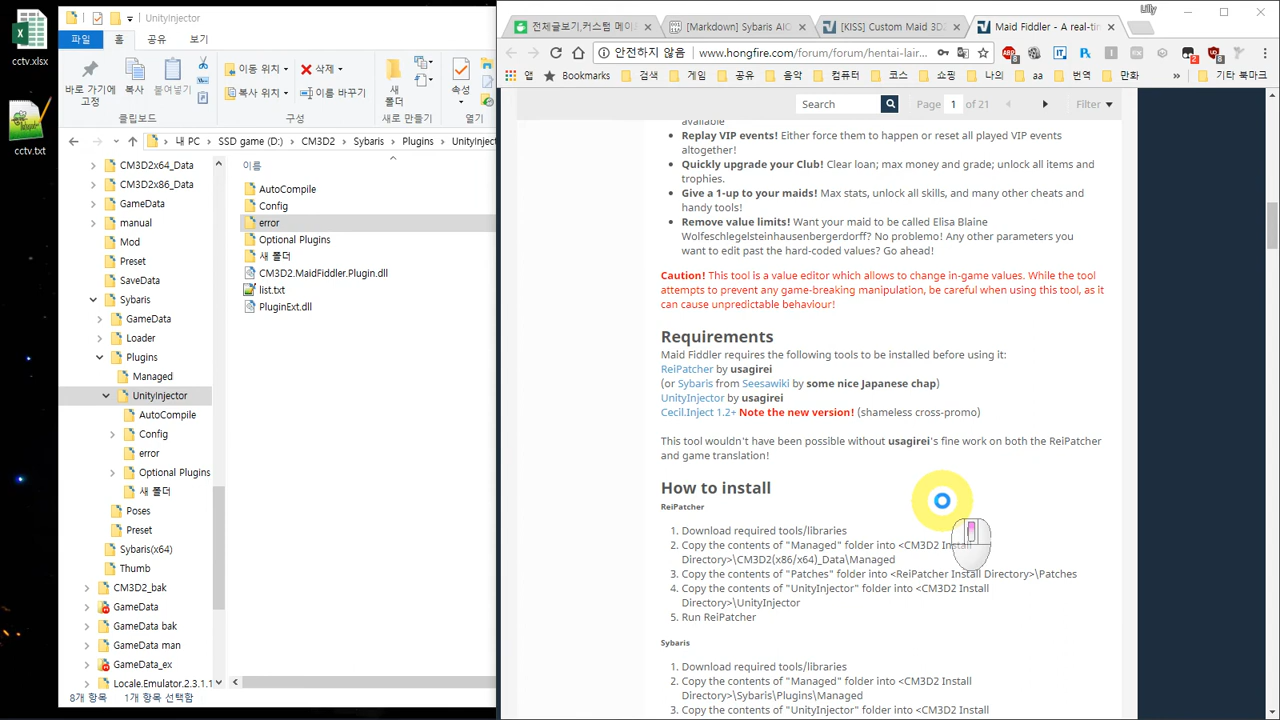 cctv.xlsx
cctv.txt
UnityInjector
파일
홈
공유
보기
바로 가기에
고정
복사
붙여넣기
이동 위치
복사 위치
삭제
이름 바꾸기
새
폴더
속성
클립보드
구성
새로 만들기
열기
내 PC
SSD game (D:)
CM3D2
Sybaris
Plugins
UnityInject
CM3D2x64_Data
CM3D2x86_Data
GameData
manual
Mod
Preset
SaveData
Sybaris
GameData
Loader
Plugins
Managed
UnityInjector
AutoCompile
Config
error
Optional Plugins
새 폴더
Poses
Preset
Sybaris(x64)
Thumb
CM3D2_bak
GameData
GameData bak
GameData man
GameData_ex
Locale.Emulator.2.3.1.1
이름
AutoCompile
Config
error
Optional Plugins
새 폴더
CM3D2.MaidFiddler.Plugin.dll
list.txt
PluginExt.dll
8개 항목
1개 항목 선택함
Lilly
전체글보기,커스텀 메이
[Markdown] Sybaris AIO
[KISS] Custom Maid 3D
Maid Fiddler - A real-tim
안전하지 않음
www.hongfire.com/forum/forum/hentai-lair...
앱
Bookmarks
검색
게임
공유
음악
컴퓨터
코스
쇼핑
나의
aa
번역
만화
기타 북마크
Search
Page 1 of 21
Filter
available
Replay VIP events! Either force them to happen or reset all played VIP events
altogether!
Quickly upgrade your Club! Clear loan; max money and grade; unlock all items and
trophies.
Give a 1-up to your maids! Max stats, unlock all skills, and many other cheats and
handy tools!
Remove value limits! Want your maid to be called Elisa Blaine
Wolfeschlegelsteinhausenbergerdorff? No problemo! Any other parameters you
want to edit past the hard-coded values? Go ahead!
Caution! This tool is a value editor which allows to change in-game values. While the
tool attempts to prevent any game-breaking manipulation, be careful when using this tool, as it
can cause unpredictable behaviour!
Requirements
Maid Fiddler requires the following tools to be installed before using it:
ReiPatcher by usagirei
(or Sybaris from Seesawiki by some nice Japanese chap)
UnityInjector by usagirei
Cecil.Inject 1.2+ Note the new version! (shameless cross-promo)
This tool wouldn't have been possible without usagirei's fine work on both the ReiPatcher
and game translation!
How to install
ReiPatcher
1. Download required tools/libraries
2. Copy the contents of "Managed" folder into <CM3D2 Install
Directory>\CM3D2(x86/x64)_Data\Managed
3. Copy the contents of "Patches" folder into <ReiPatcher Install Directory>\Patches
4. Copy the contents of "UnityInjector" folder into <CM3D2 Install
Directory>\UnityInjector
5. Run ReiPatcher
Sybaris
1. Download required tools/libraries
2. Copy the contents of "Managed" folder into <CM3D2 Install
Directory>\Sybaris\Plugins\Managed
3. Copy the contents of "UnityInjector" folder into <CM3D2 Install